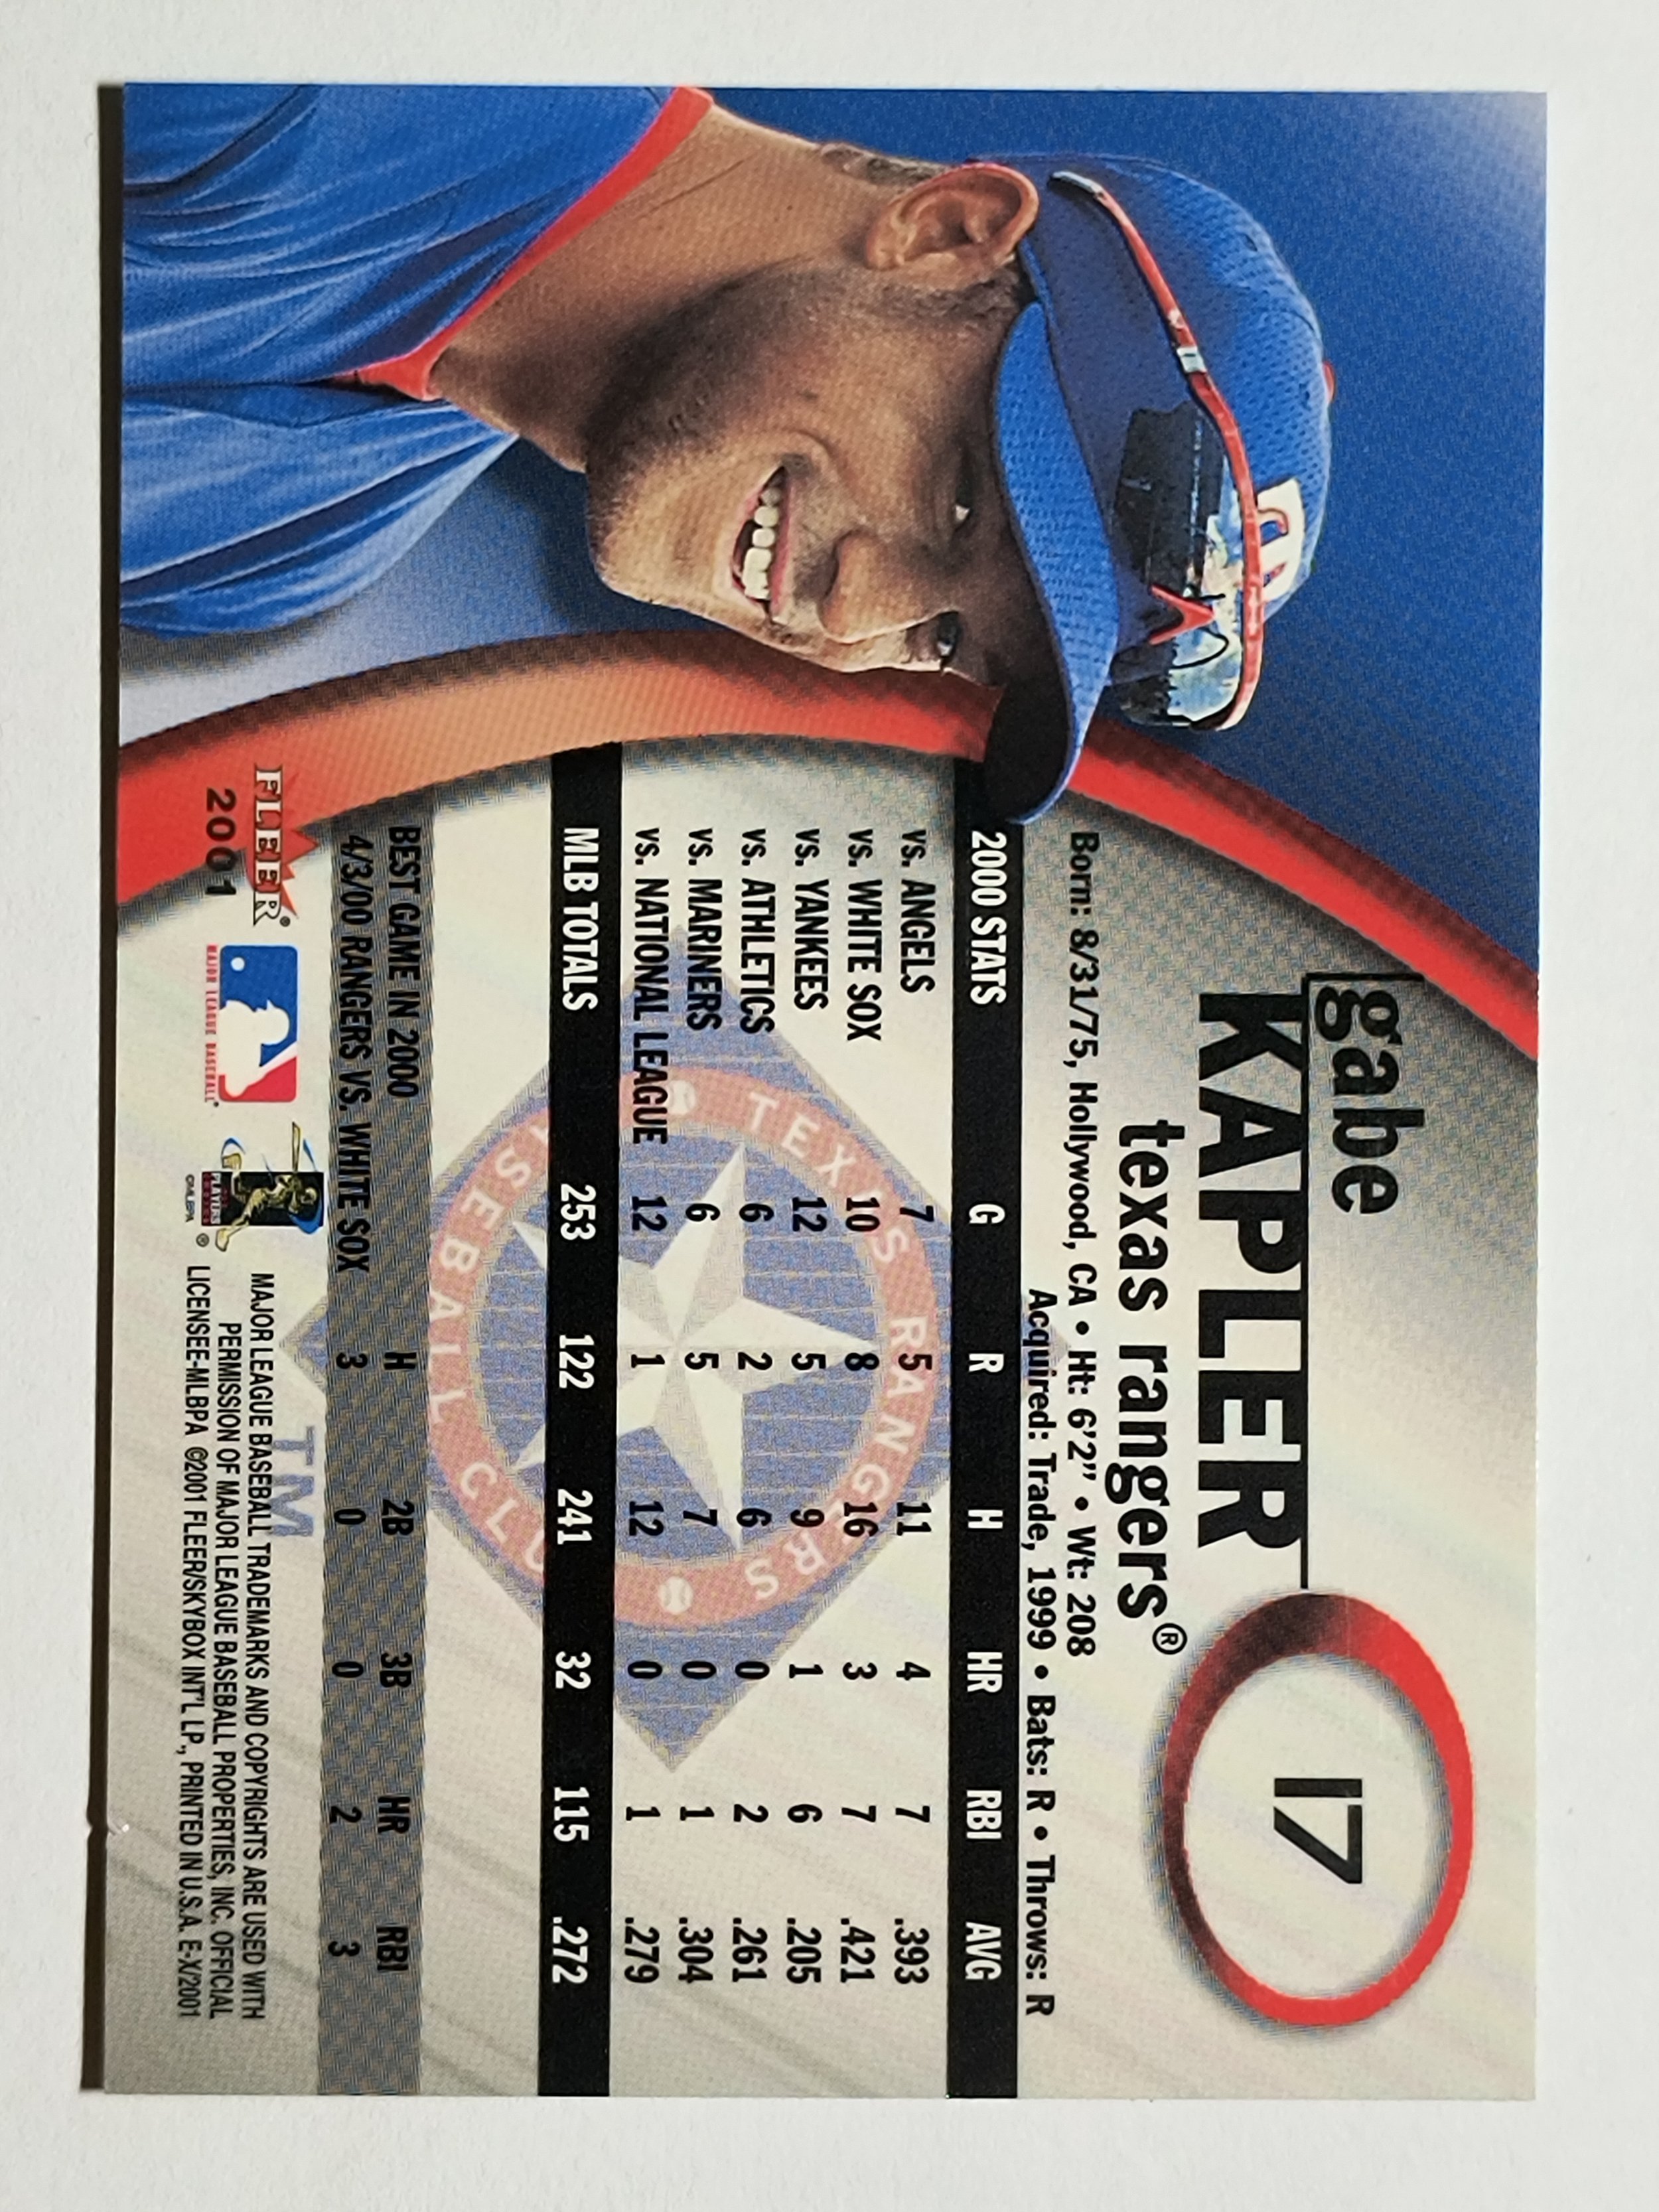 gabe
KAPLER
17
texas rangers®
Born: 8/31/75, Hollywood, CA • Ht: 6'2" • Wt: 208
Acquired: Trade, 1999 • Bats: R • Throws: R
2000 STATS G R H HR RBI AVG
vs. ANGELS 7 5 11 4 7 .393
vs. WHITE SOX 10 8 16 3 7 .421
vs. YANKEES 12 5 9 1 6 .205
vs. ATHLETICS 6 2 6 0 2 .261
vs. MARINERS 6 5 7 0 1 .304
vs. NATIONAL LEAGUE 12 1 12 0 1 .279
MLB TOTALS 253 122 241 32 115 .272
TEXAS RANGERS
BASEBALL CLUB
BEST GAME IN 2000 H 2B 3B HR RBI
4/3/00 RANGERS VS. WHITE SOX 3 0 0 2 3
TM
FLEER®
2001
MAJOR LEAGUE BASEBALL®
PLAYERS
©MLBPA
®
MAJOR LEAGUE BASEBALL TRADEMARKS AND COPYRIGHTS ARE USED WITH
PERMISSION OF MAJOR LEAGUE BASEBALL PROPERTIES, INC. OFFICIAL
LICENSEE-MLBPA ©2001 FLEER/SKYBOX INT'L LP., PRINTED IN U.S.A. E-X/2001